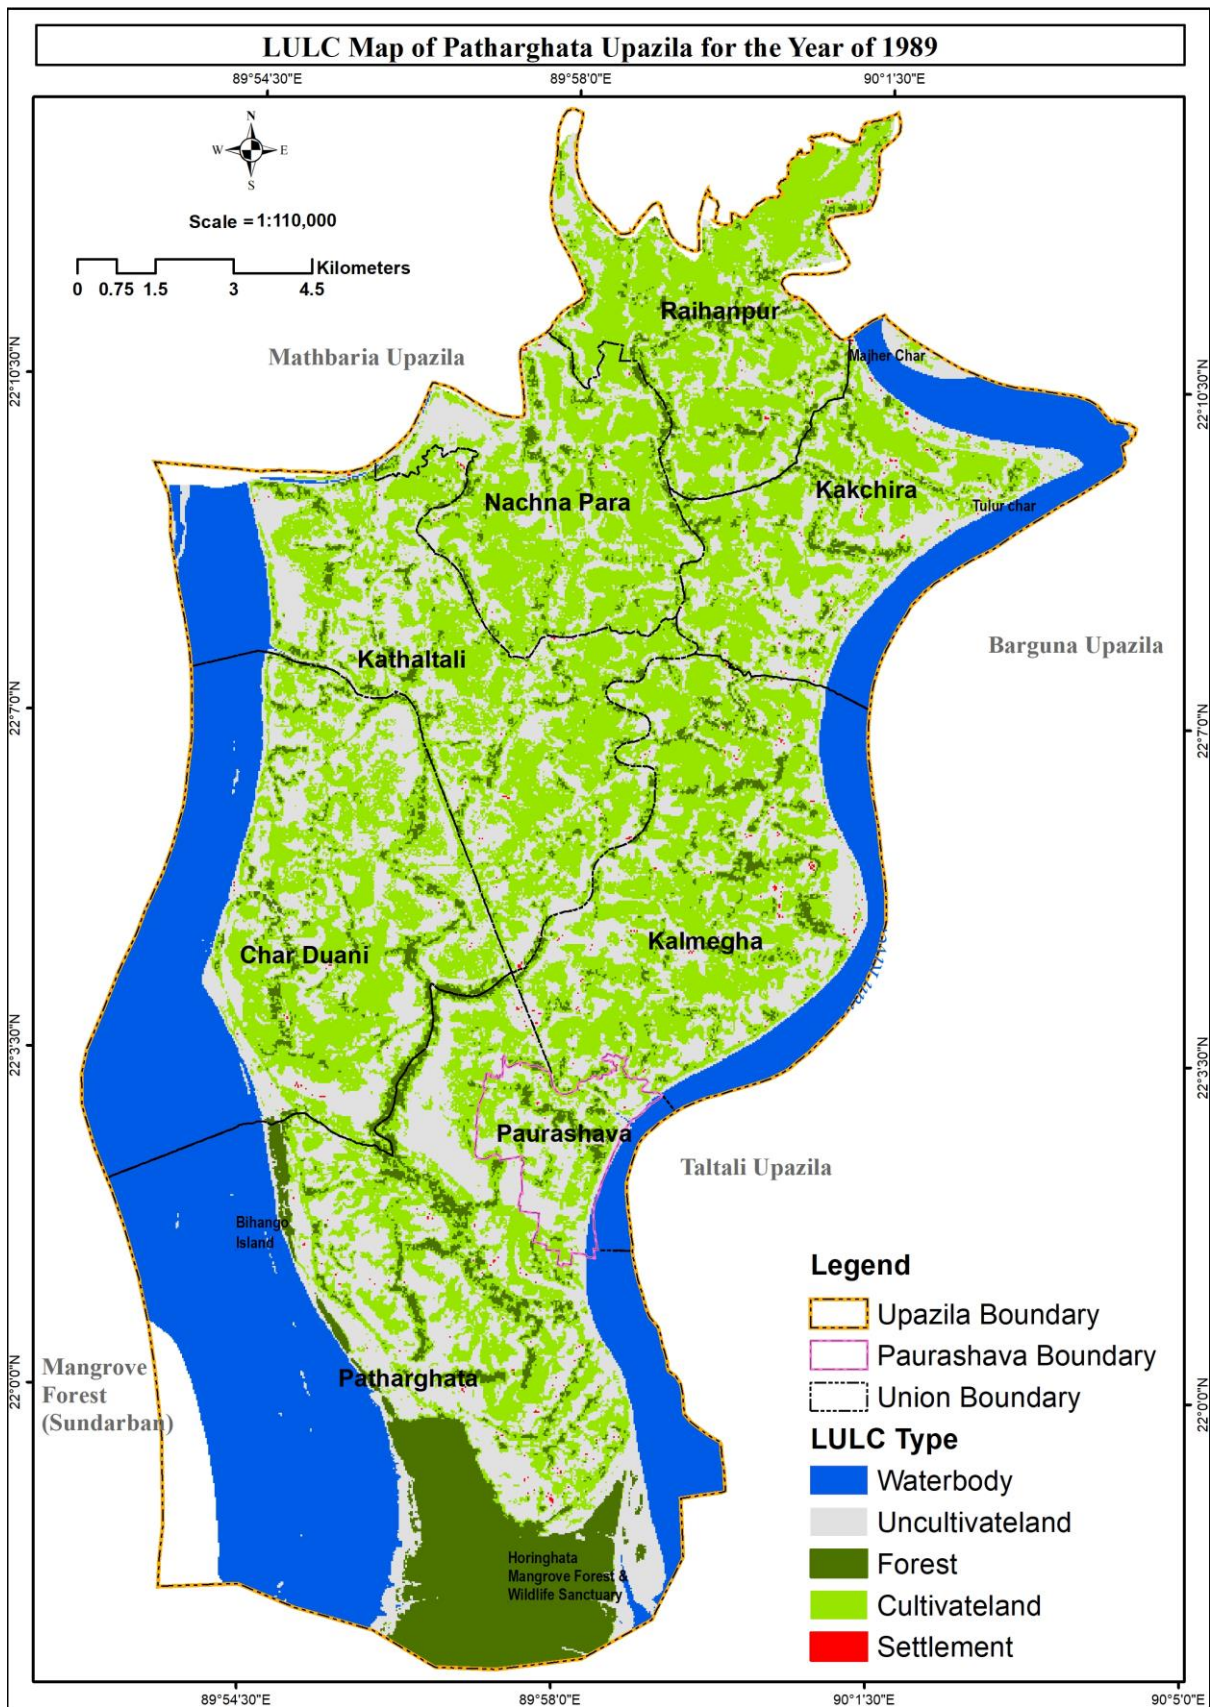 LULC Map of Patharghata Upazila for the Year of 1989
89°54'30"E
89°58'0"E
90°1'30"E
N
W
E
S
Scale = 1:110,000
Kilometers
0 0.75 1.5 3 4.5
Raihanpur
22°10'30"N
Mathbaria Upazila
Majher Char
22°10'30"N
Nachna Para
Kakchira
Tulur char
Kathaltali
Barguna Upazila
22°7'0"N
22°7'0"N
Char Duani
Kalmegha
22°3'30"N
22°3'30"N
Paurashava
Taltali Upazila
Bihango
Island
Mangrove
Forest
(Sundarban)
Patharghata
22°0'0"N
22°0'0"N
Horinghata
Mangrove Forest &
Wildlife Sanctuary
Legend
Upazila Boundary
Paurashava Boundary
Union Boundary
LULC Type
Waterbody
Uncultivateland
Forest
Cultivateland
Settlement
89°54'30"E
89°58'0"E
90°1'30"E
90°5'0"E